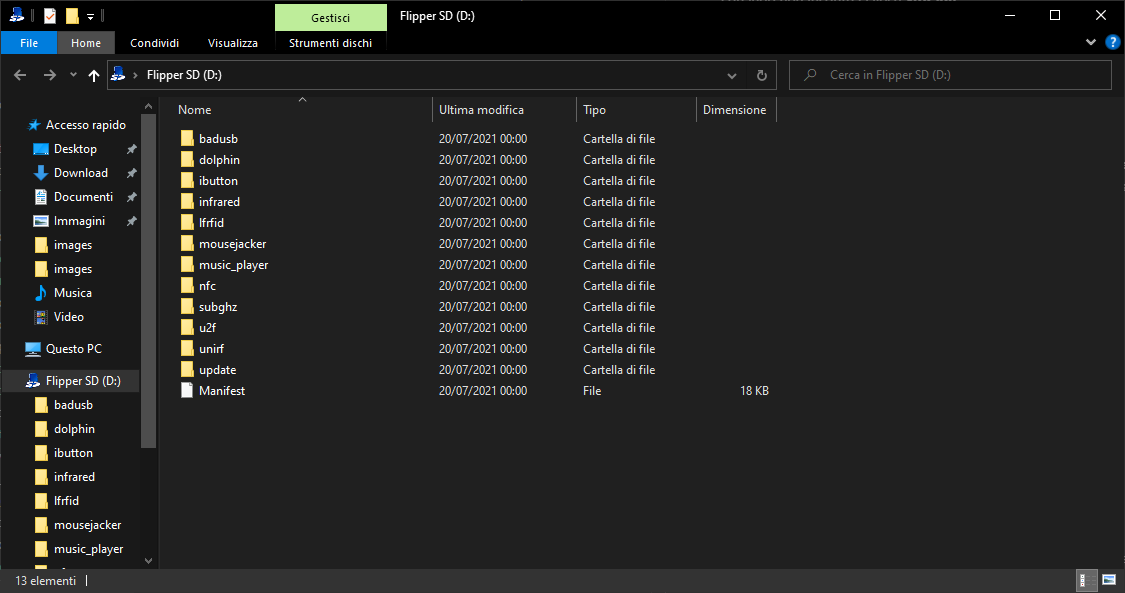 Gestisci Flipper SD (D:)
File Home Condividi Visualizza Strumenti dischi
Flipper SD (D:) Cerca in Flipper SD (D:)
Accesso rapido
Desktop
Download
Documenti
Immagini
images
images
Musica
Video
Questo PC
Flipper SD (D:)
badusb
dolphin
ibutton
infrared
lfrfid
mousejacker
music_player
Nome Ultima modifica Tipo Dimensione
badusb 20/07/2021 00:00 Cartella di file
dolphin 20/07/2021 00:00 Cartella di file
ibutton 20/07/2021 00:00 Cartella di file
infrared 20/07/2021 00:00 Cartella di file
lfrfid 20/07/2021 00:00 Cartella di file
mousejacker 20/07/2021 00:00 Cartella di file
music_player 20/07/2021 00:00 Cartella di file
nfc 20/07/2021 00:00 Cartella di file
subghz 20/07/2021 00:00 Cartella di file
u2f 20/07/2021 00:00 Cartella di file
unirf 20/07/2021 00:00 Cartella di file
update 20/07/2021 00:00 Cartella di file
Manifest 20/07/2021 00:00 File 18 KB
13 elementi